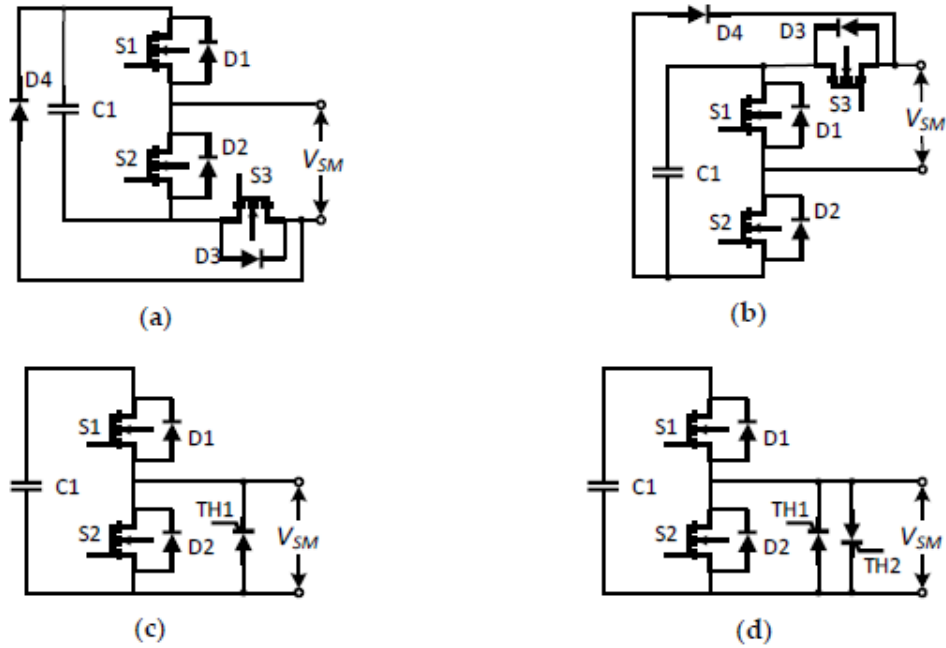 S1
D1
D4
C1
S2
D2
S3
V_SM
D3
(a)
D4
D3
S3
S1
D1
V_SM
C1
S2
D2
(b)
S1
D1
C1
TH1
S2
D2
V_SM
(c)
S1
D1
C1
TH1
S2
D2
TH2
V_SM
(d)